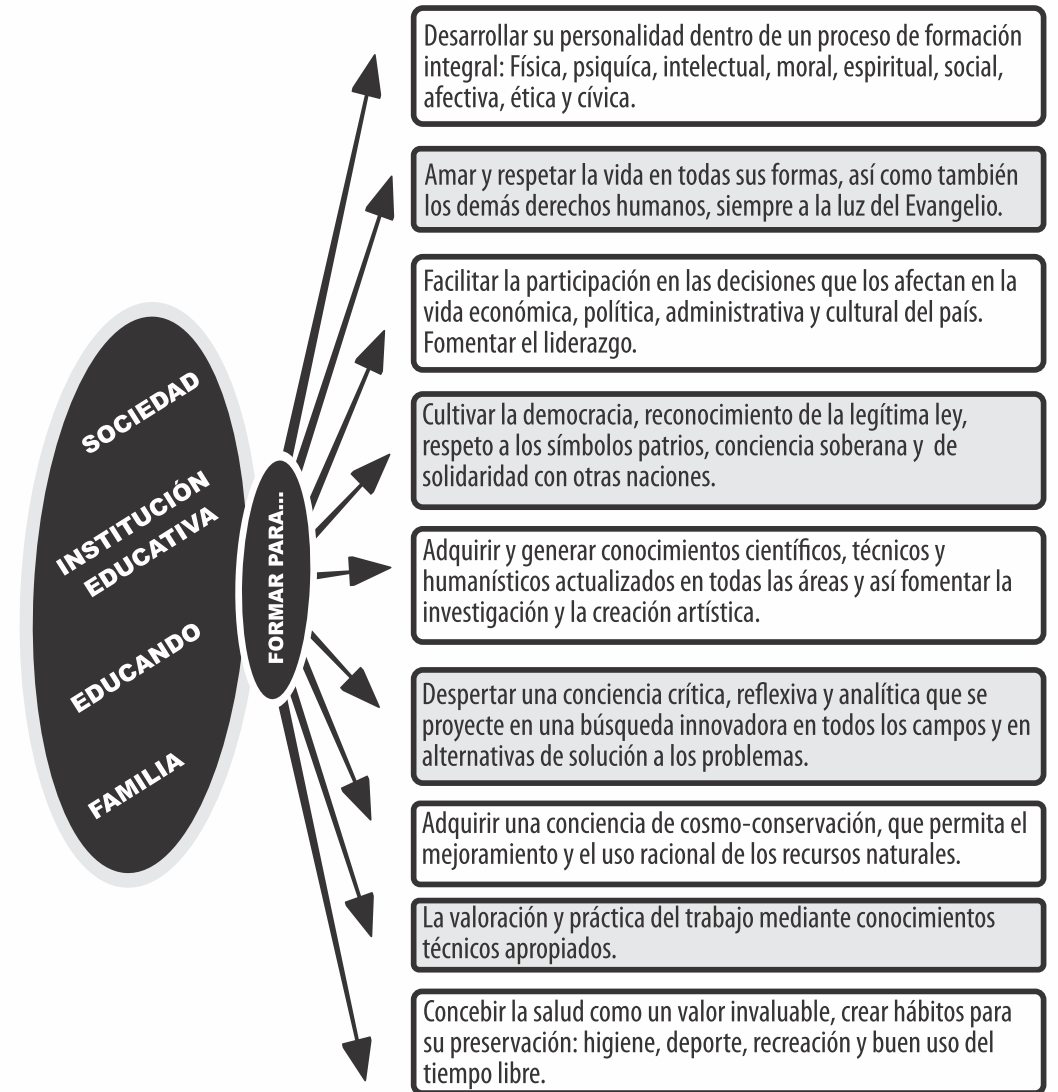 SOCIEDAD
INSTITUCIÓN
EDUCATIVA
EDUCANDO
FAMILIA
FORMAR PARA...
Desarrollar su personalidad dentro de un proceso de formación
integral: Física, psiquíca, intelectual, moral, espiritual, social,
afectiva, ética y cívica.
Amar y respetar la vida en todas sus formas, así como también
los demás derechos humanos, siempre a la luz del Evangelio.
Facilitar la participación en las decisiones que los afectan en la
vida económica, política, administrativa y cultural del país.
Fomentar el liderazgo.
Cultivar la democracia, reconocimiento de la legítima ley,
respeto a los símbolos patrios, conciencia soberana y  de
solidaridad con otras naciones.
Adquirir y generar conocimientos científicos, técnicos y
humanísticos actualizados en todas las áreas y así fomentar la
investigación y la creación artística.
Despertar una conciencia crítica, reflexiva y analítica que se
proyecte en una búsqueda innovadora en todos los campos y en
alternativas de solución a los problemas.
Adquirir una conciencia de cosmo-conservación, que permita el
mejoramiento y el uso racional de los recursos naturales.
La valoración y práctica del trabajo mediante conocimientos
técnicos apropiados.
Concebir la salud como un valor invaluable, crear hábitos para
su preservación: higiene, deporte, recreación y buen uso del
tiempo libre.